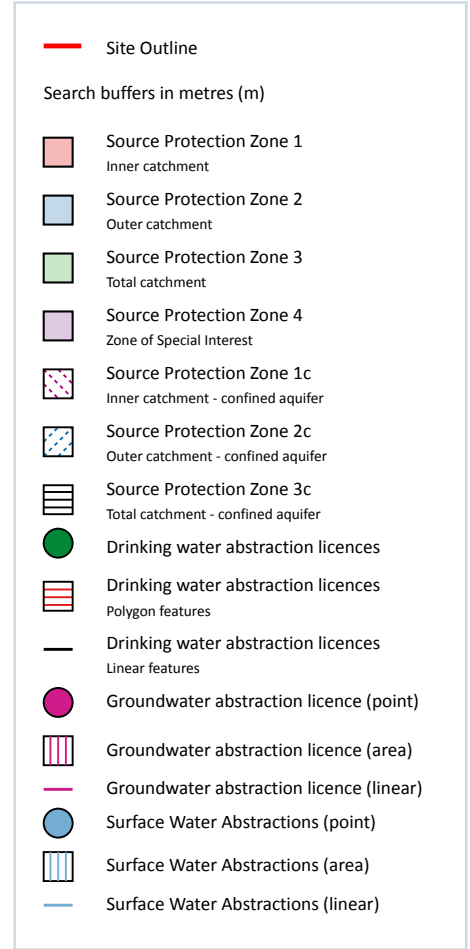 Site Outline
Search buffers in metres (m)
Source Protection Zone 1
Inner catchment
Source Protection Zone 2
Outer catchment
Source Protection Zone 3
Total catchment
Source Protection Zone 4
Zone of Special Interest
Source Protection Zone 1c
Inner catchment - confined aquifer
Source Protection Zone 2c
Outer catchment - confined aquifer
Source Protection Zone 3c
Total catchment - confined aquifer
Drinking water abstraction licences
Drinking water abstraction licences
Polygon features
Drinking water abstraction licences
Linear features
Groundwater abstraction licence (point)
Groundwater abstraction licence (area)
Groundwater abstraction licence (linear)
Surface Water Abstractions (point)
Surface Water Abstractions (area)
Surface Water Abstractions (linear)